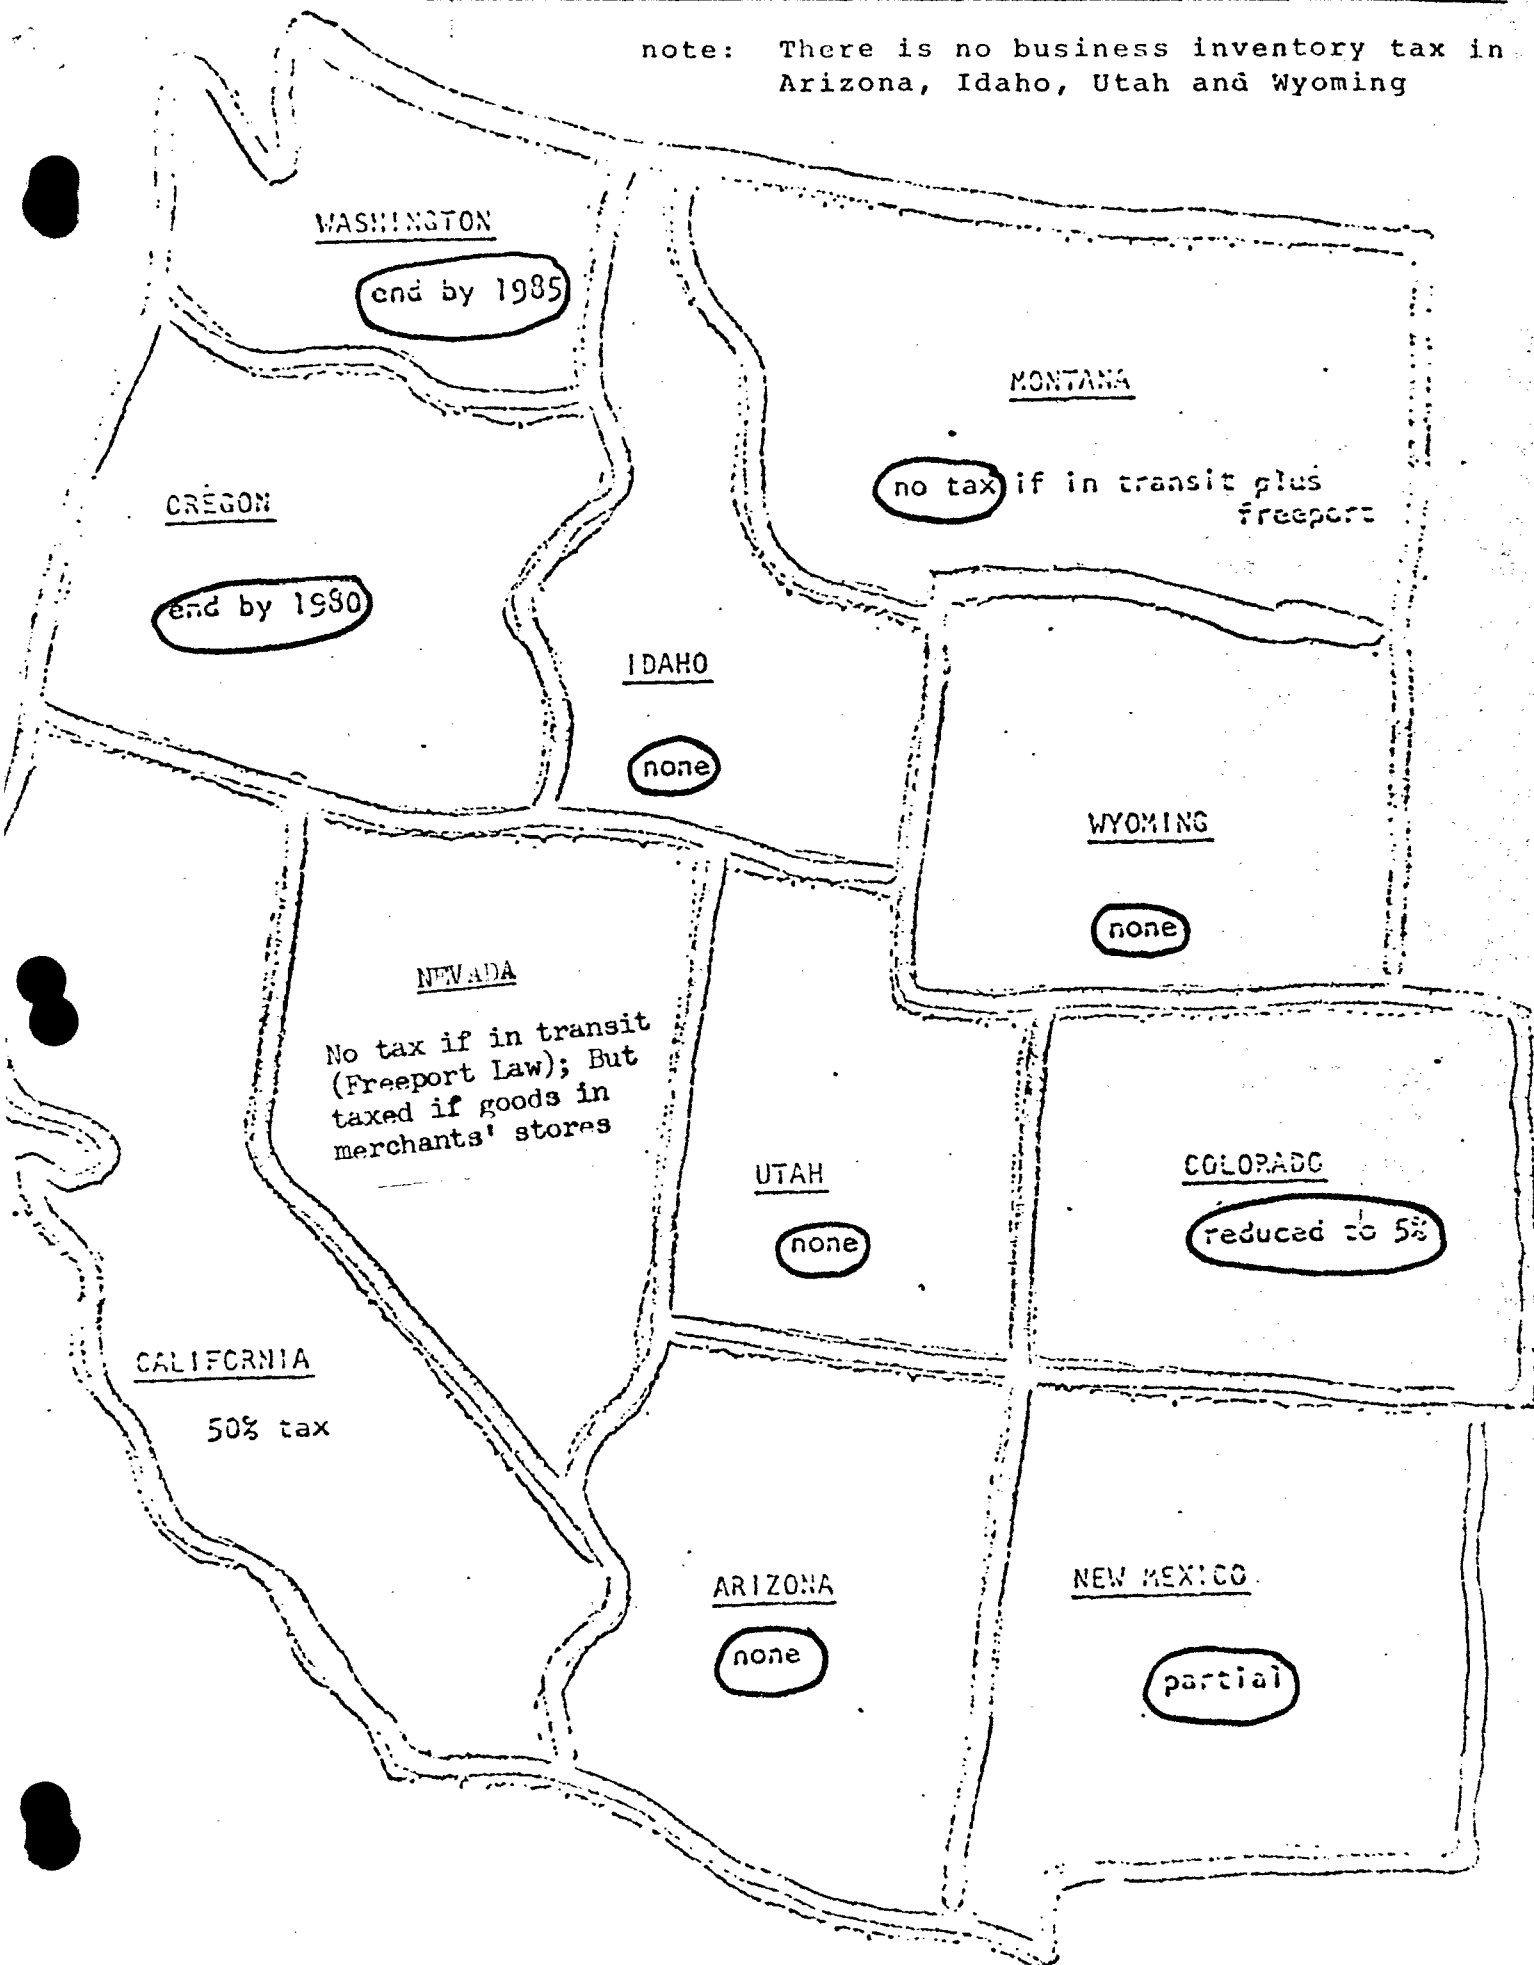 note: There is no business inventory tax in
Arizona, Idaho, Utah and Wyoming
WASHINGTON
end by 1985
MONTANA
no tax if in transit plus
freeport
OREGON
end by 1980
IDAHO
none
WYOMING
none
NEVADA
No tax if in transit
(Freeport Law); But
taxed if goods in
merchants' stores
UTAH
none
COLORADO
reduced to 5%
CALIFORNIA
50% tax
ARIZONA
none
NEW MEXICO
partial